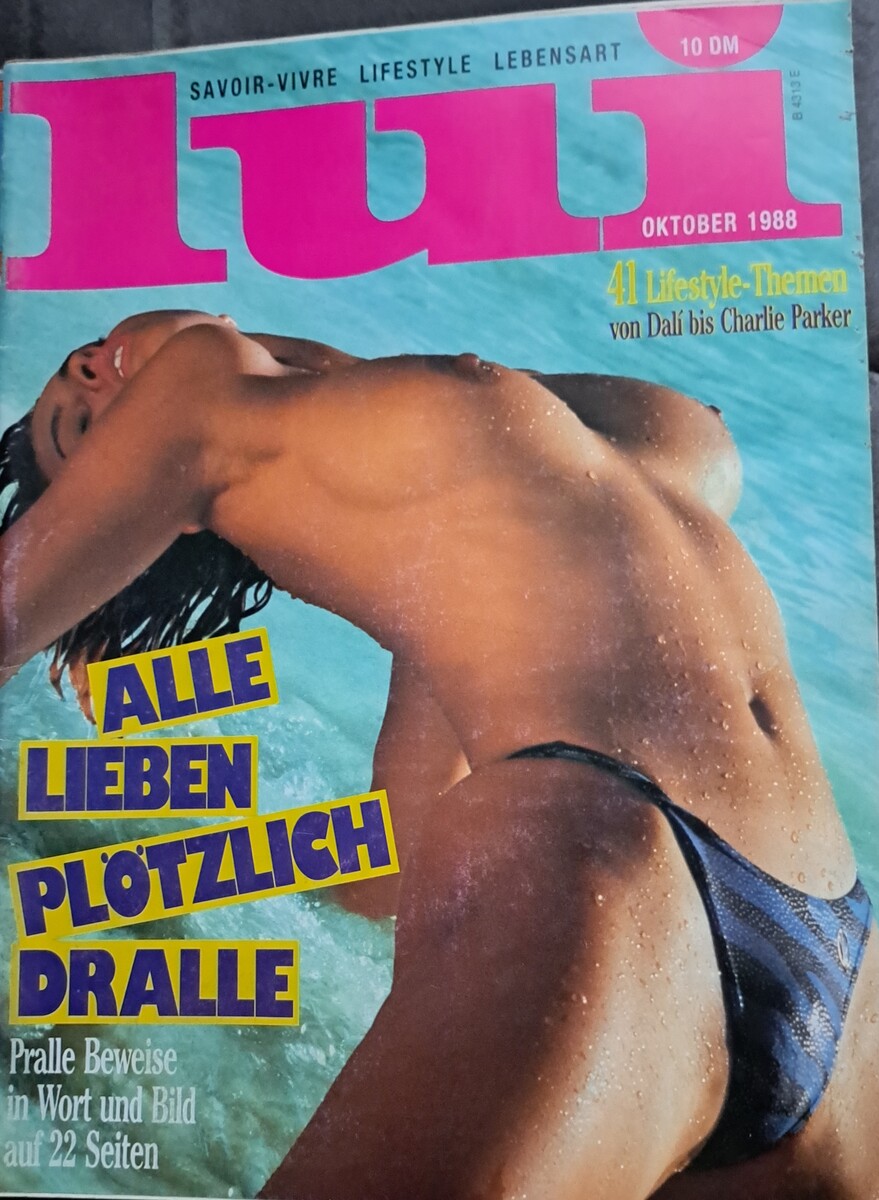 10 DM
SAVOIR-VIVRE LIFESTYLE LEBENSART
lui
B 4313 E
OKTOBER 1988
41 Lifestyle-Themen
von Dalí bis Charlie Parker
ALLE
LIEBEN
PLÖTZLICH
DRALLE
Pralle Beweise
in Wort und Bild
auf 22 Seiten